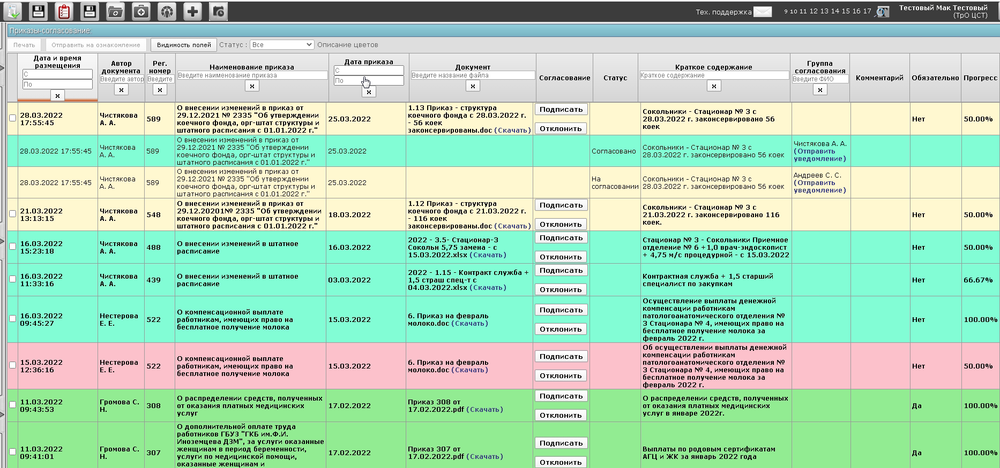 Тех. поддержка
9 10 11 12 13 14 15 16 17
Тестовый Мак Тестовый
(ТрО ЦСТ)
Приказы-согласование:
Печать
Отправить на ознакомление
Видимость полей
Статус :
Все
Описание цветов
Дата и время
размещения
С
По
x
Автор
документа
Введите автор
x
Рег.
номер
Введите
x
Наименование приказа
Введите наименование приказа
x
Дата приказа
С
По
x
Документ
Введите название файла
x
Согласование
Статус
Краткое содержание
Краткое содержание
x
Группа
согласования
Введите ФИО
x
Комментарий
Обязательно
Прогресс
28.03.2022
17:55:45
Чистякова
А. А.
589
О внесении изменений в приказ от
29.12.2021 № 2335 "Об утверждении
коечного фонда, орг-штат структуры и
штатного расписания с 01.01.2022 г."
25.03.2022
1.13 Приказ - структура
коечного фонда с 28.03.2022 г.
- 56 коек
законсервированы.doc (Скачать)
Подписать
Отклонить
Сокольники - Стационар № 3 с
28.03.2022 г. законсервировано 56
коек
Нет
50.00%
28.03.2022 17:55:45
Чистякова
А. А.
589
О внесении изменений в приказ от
29.12.2021 № 2335 "Об утверждении
коечного фонда, орг-штат структуры и
штатного расписания с 01.01.2022 г."
25.03.2022
Согласовано
Сокольники - Стационар № 3 с
28.03.2022 г. законсервировано 56 коек
Чистякова А. А.
(Отправить
уведомление)
28.03.2022 17:55:45
Чистякова
А. А.
589
О внесении изменений в приказ от
29.12.2021 № 2335 "Об утверждении
коечного фонда, орг-штат структуры и
штатного расписания с 01.01.2022 г."
25.03.2022
На
согласовании
Сокольники - Стационар № 3 с
28.03.2022 г. законсервировано 56 коек
Андреев С. С.
(Отправить
уведомление)
21.03.2022
13:13:15
Чистякова
А. А.
548
О внесении изменений в приказ от
29.12.20201№ 2335 "Об утверждении
коечного фонда, орг-штат структуры и
штатного расписания с 01.01.2022 г."
18.03.2022
1.12 Приказ - структура
коечного фонда с 21.03.2022 г.
- 116 коек
законсервированы.doc (Скачать)
Подписать
Отклонить
Сокольники - Стационар № 3 с
21.03.2022 г. законсервировано 116
коек.
Нет
50.00%
16.03.2022
15:23:18
Чистякова
А. А.
488
О внесении изменений в штатное
расписание
16.03.2022
2022 - 3.5- Стационар-3
Сокольн 5,75 замена - с
15.03.2022.xlsx (Скачать)
Подписать
Отклонить
Стационар № 3 - Сокольники Приемное
отделение № 6 +1,0 врач-эндоскопист
+ 4,75 м/с процедурной - с 15.03.2022
Нет
50.00%
16.03.2022
11:33:16
Чистякова
А. А.
439
О внесении изменений в штатное
расписание
03.03.2022
2022 - 1.15 - Контракт служба +
1,5 страш спец-т с
04.03.2022.xlsx (Скачать)
Подписать
Отклонить
Контрактная служба + 1,5 старший
специалист по закупкам
Нет
66.67%
16.03.2022
09:45:27
Нестерова
Е. Е.
522
О компенсационной выплате
работникам, имеющих право на
бесплатное получение молока
15.03.2022
6. Приказ на февраль
молоко.doc (Скачать)
Подписать
Отклонить
Осуществление выплаты денежной
компенсации работникам
патологоанатомического отделения №
3 Стационара № 4, имеющих право на
бесплатное получение молока за
февраль 2022 г.
Нет
100.00%
15.03.2022
12:36:16
Нестерова
Е. Е.
522
О компенсационной выплате
работникам, имеющих право на
бесплатное получение молока
15.03.2022
6. Приказ на февраль
молоко.doc (Скачать)
Подписать
Отклонить
Об осуществлении выплаты денежной
компенсации работникам
патологоанатомического отделения №
3 Стационара № 4, имеющих право на
бесплатное получение молока за
февраль 2022 г.
Нет
50.00%
11.03.2022
09:43:53
Громова С.
Н.
308
О распределении средств, полученных
от оказания платных медицинских
услуг
17.02.2022
Приказ 308 от
17.02.2022.pdf (Скачать)
Подписать
Отклонить
О распределении средств, полученных
от оказания платных медицинских
услуг в январе 2022г.
Да
100.00%
11.03.2022
09:41:01
Громова С.
Н.
307
О дополнительной оплате труда
работников ГБУЗ "ГКБ им.Ф.И.
Иноземцева ДЗМ", за услуги оказанные
женщинам в период беременности,
услуги по медицинской помощи,
оказанные женщинам и
17.02.2022
Приказ 307 от
17.02.2022.pdf (Скачать)
Подписать
Отклонить
Выплаты по родовым сертификатам
АГЦ и ЖК за январь 2022 года
Да
100.00%